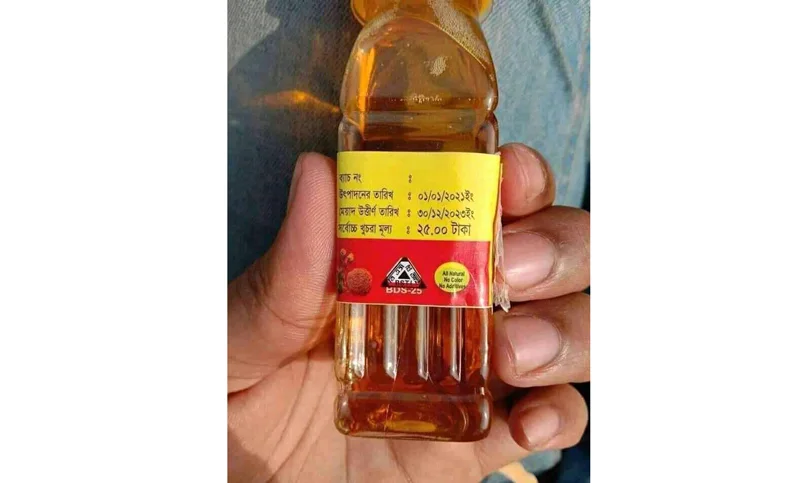 ব্যাচ নং :
উৎপাদনের তারিখ : ০১/০১/২০২১ইং
মেয়াদ উত্তীর্ণ তারিখ : ৩০/১২/২০২৩ইং
সর্বোচ্চ খুচরা মূল্য : ২৫.০০ টাকা
BDS-25
All Natural
No Color
No Additives